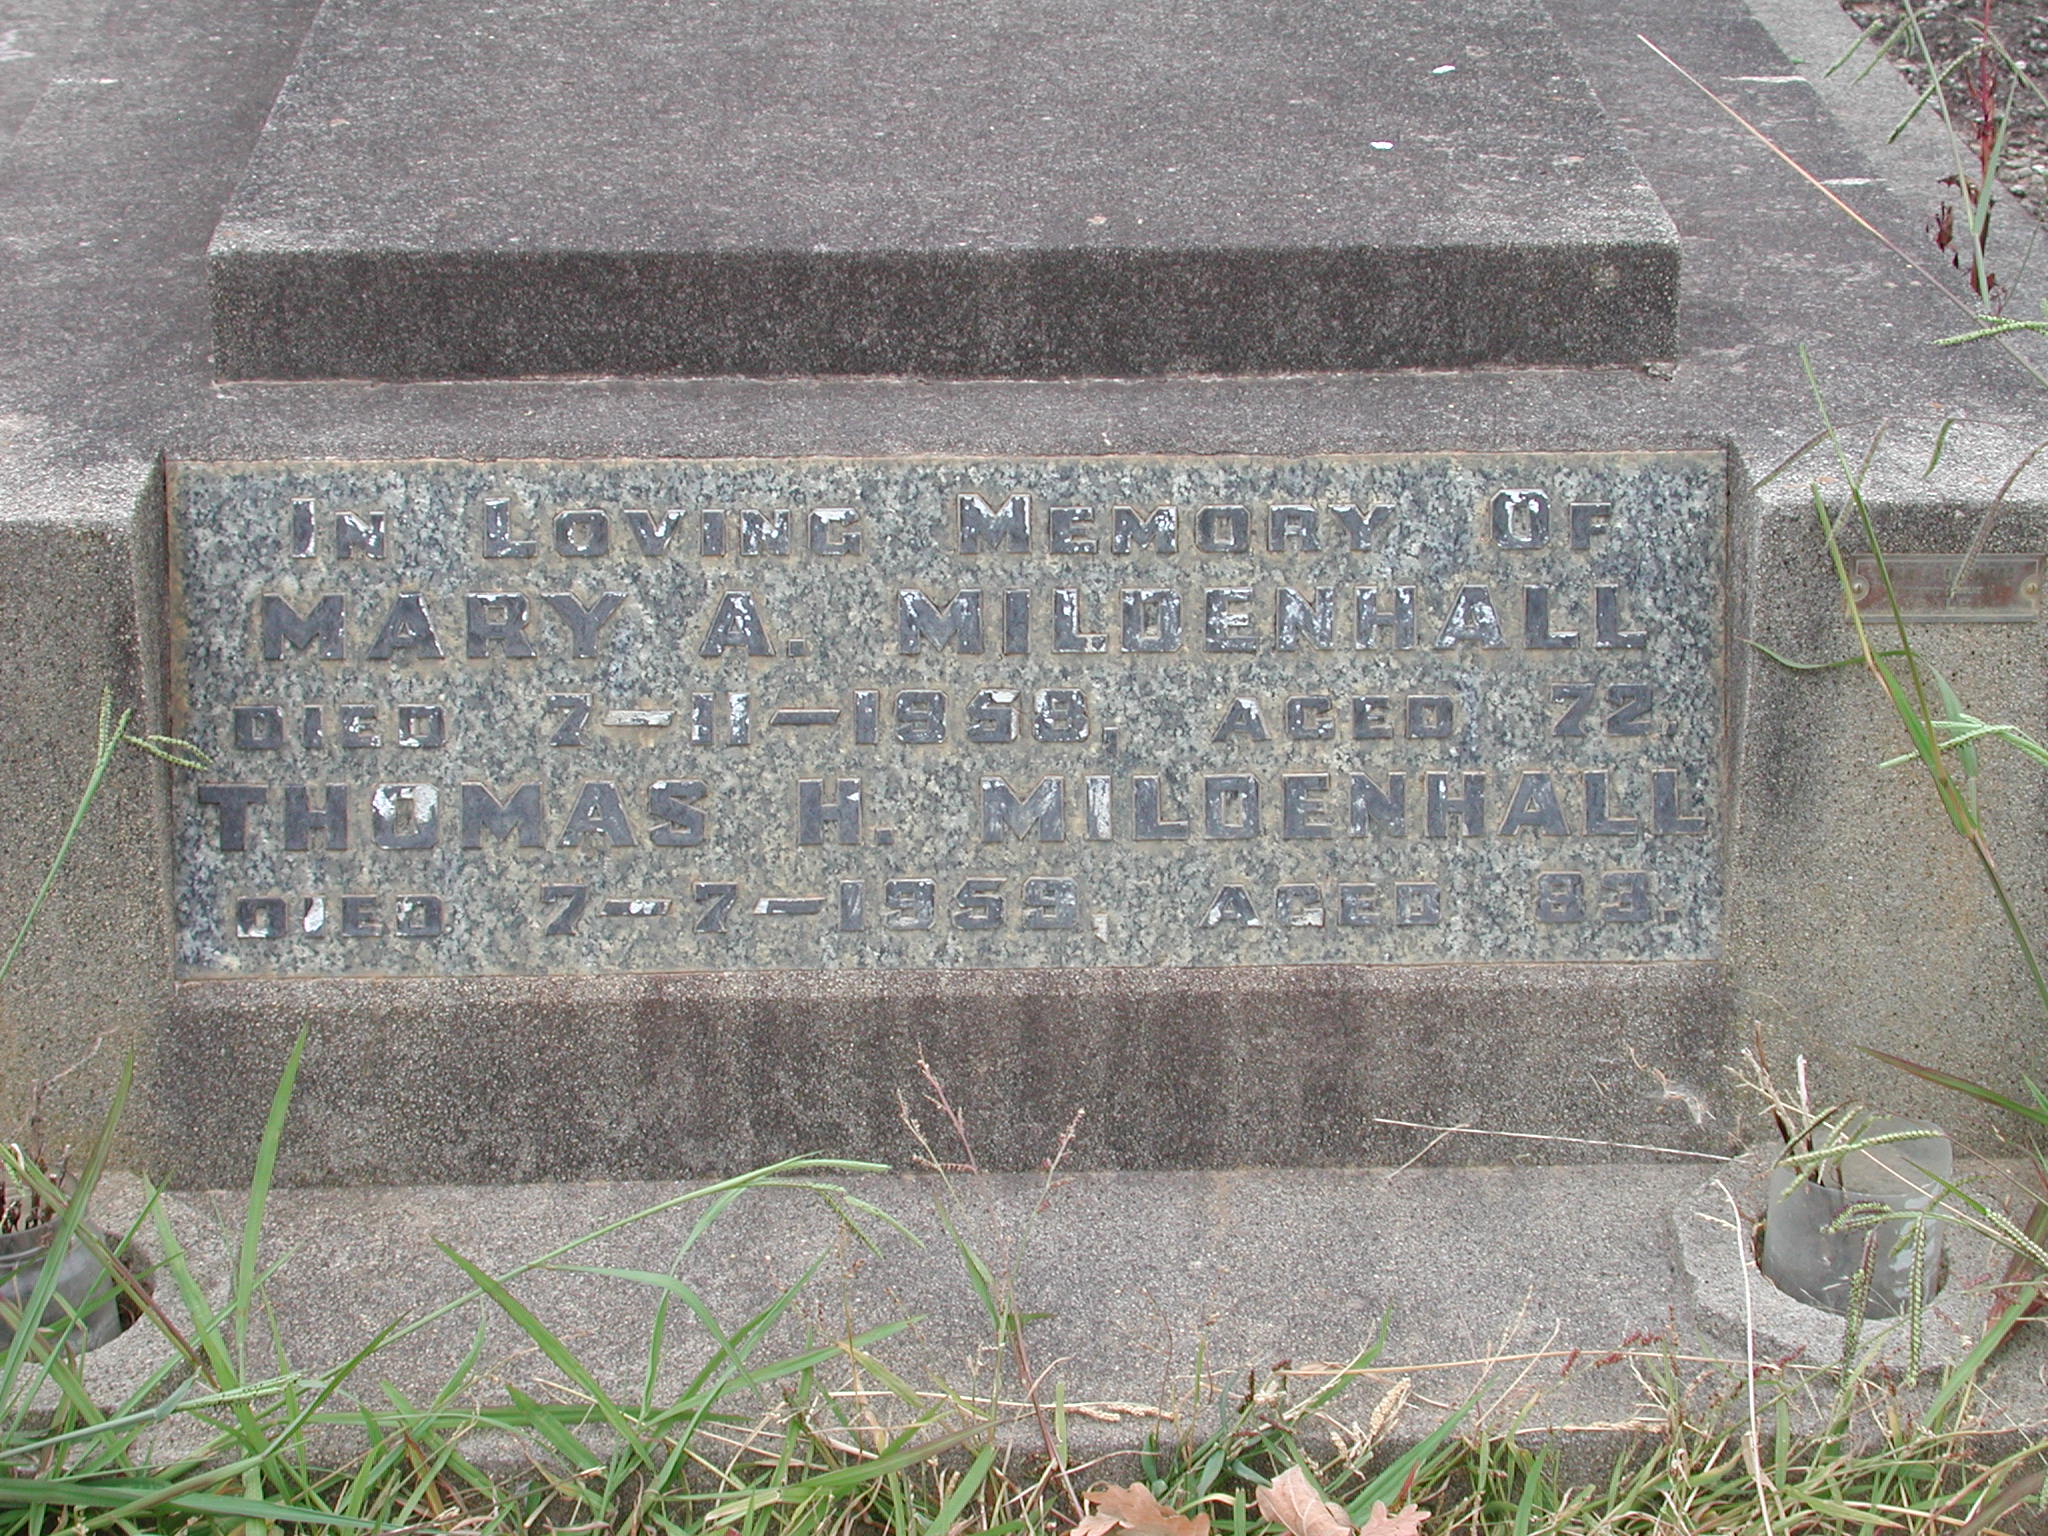 In Loving Memory Of
MARY A. MILDENHALL
DIED 7-11-1958, AGED 72.
THOMAS H. MILDENHALL
DIED 7-7-1959, AGED 83.